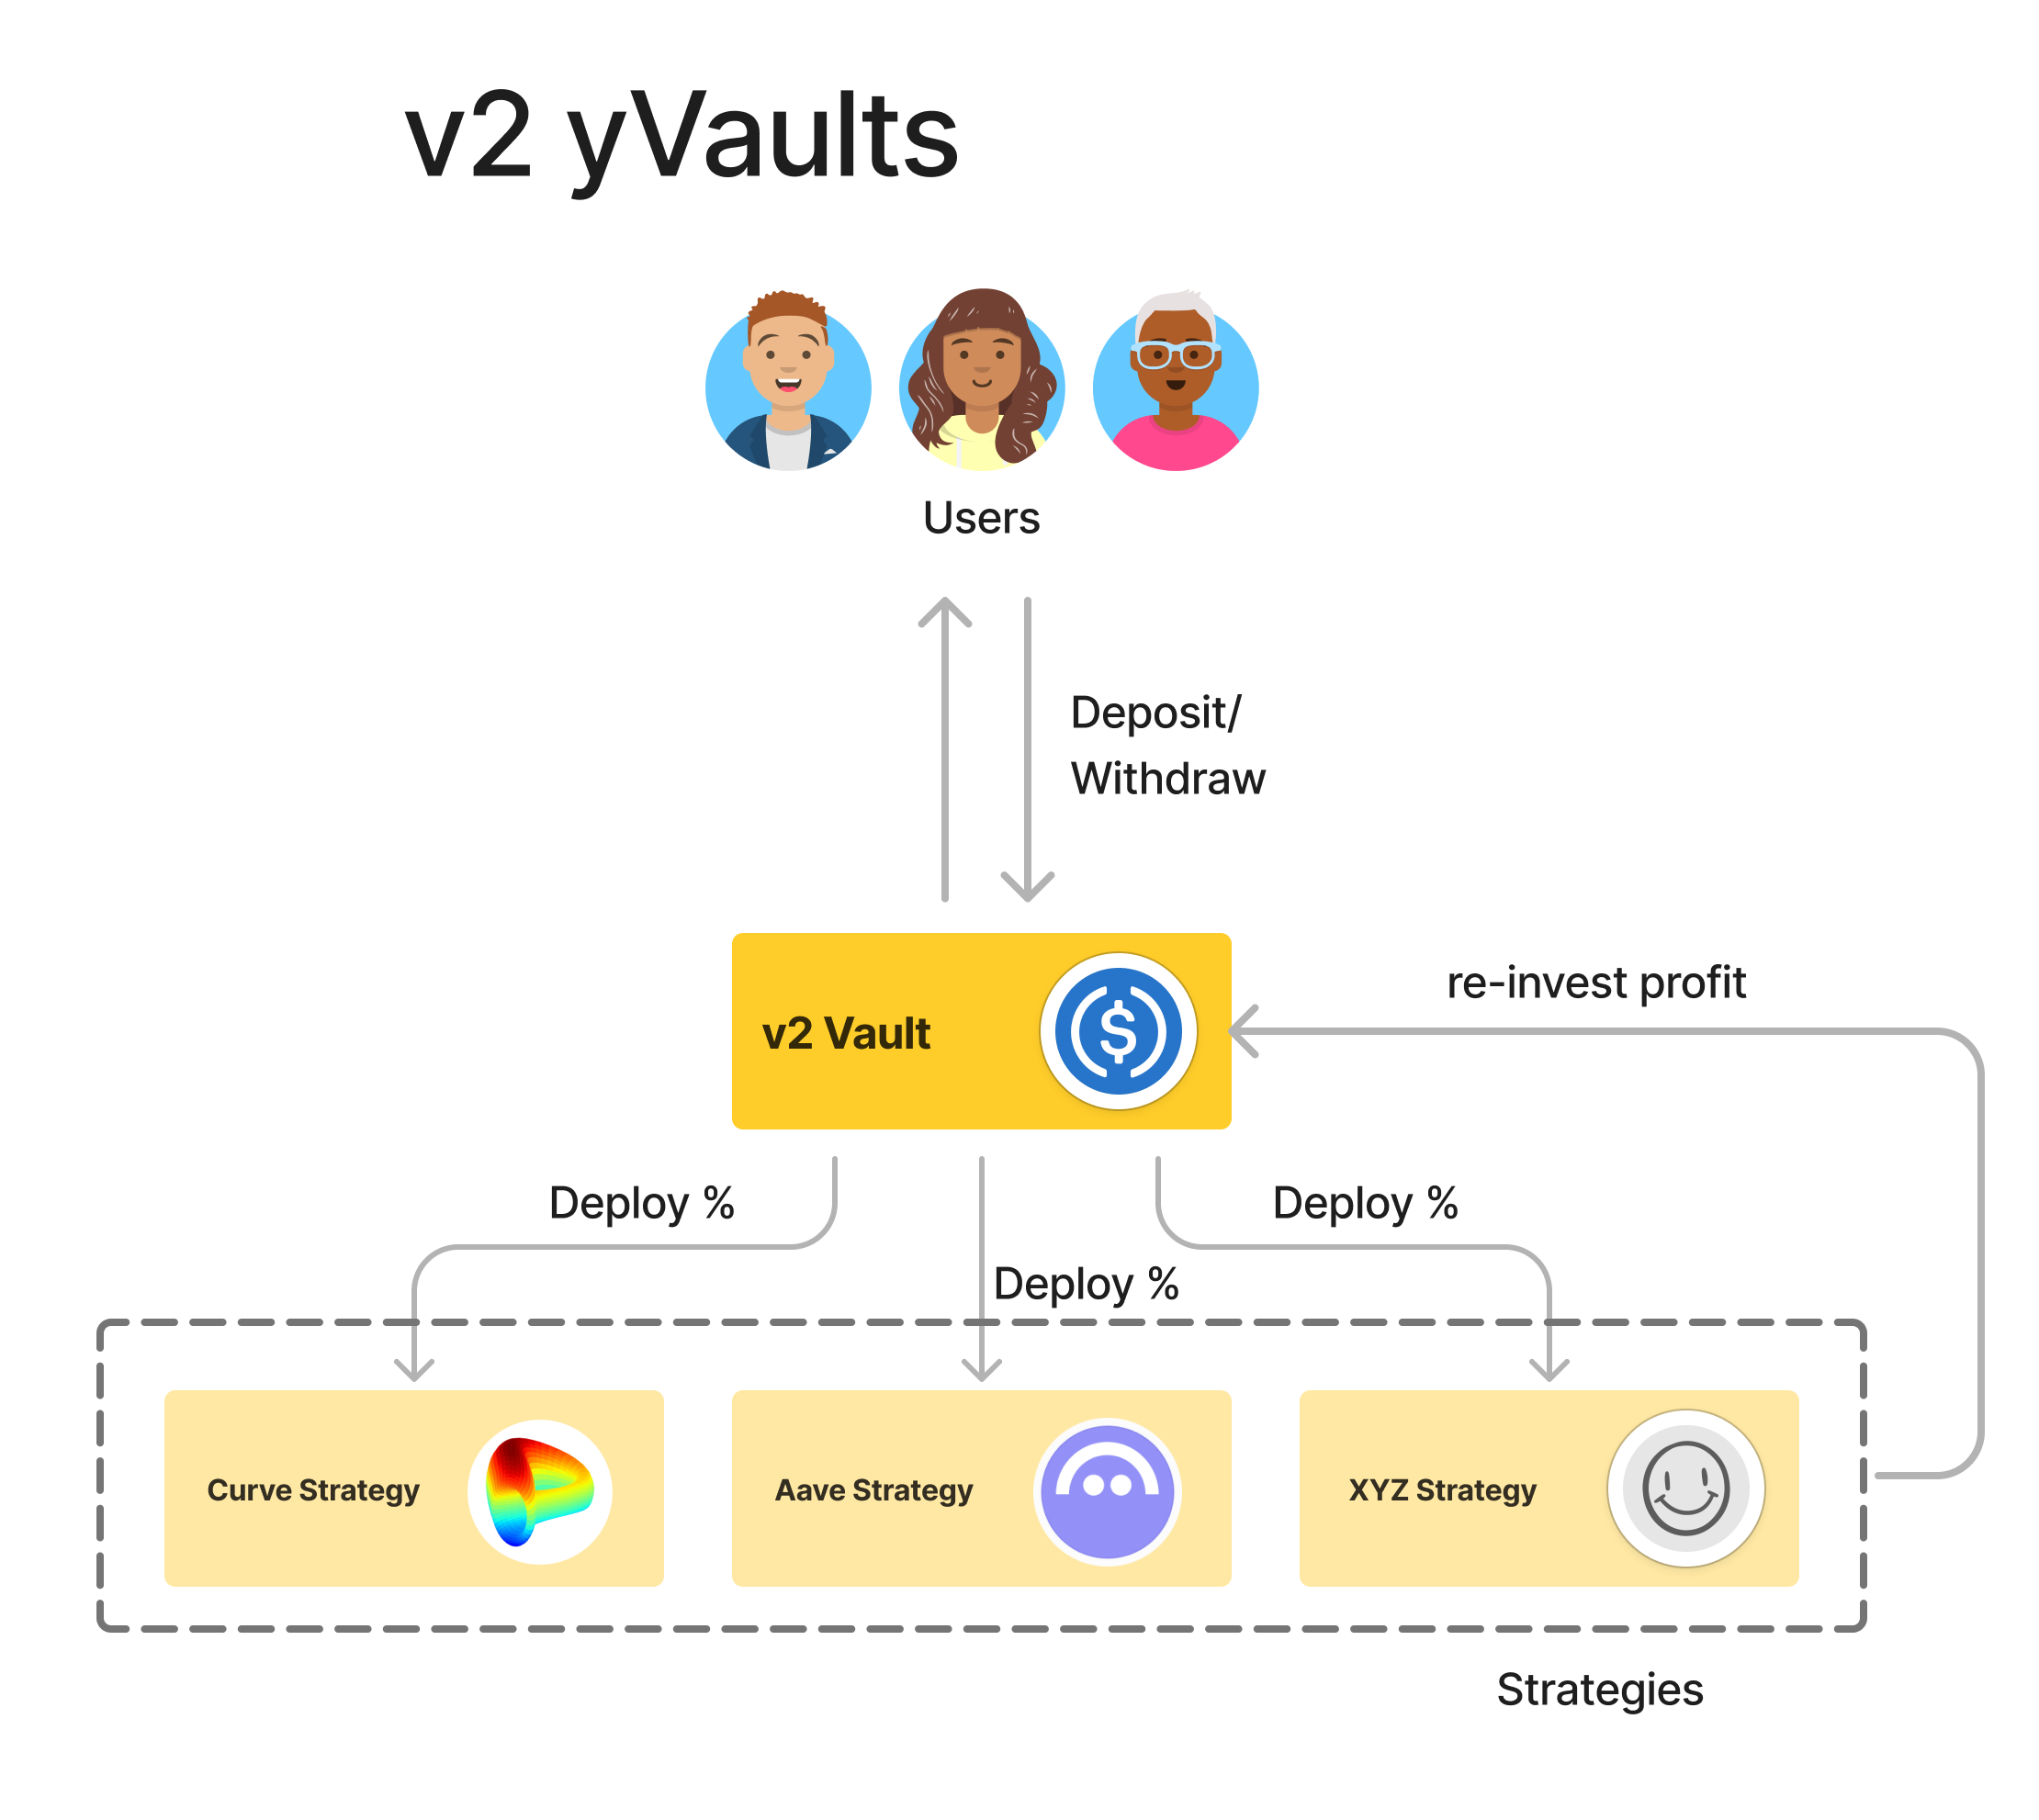 v2 yVaults
Users
Deposit/
Withdraw
re-invest profit
v2 Vault
$
Deploy %
Deploy %
Deploy %
Curve Strategy
Aave Strategy
XYZ Strategy
Strategies